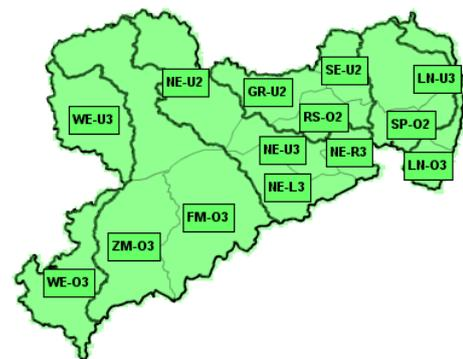 SE-U2
LN-U3
NE-U2
GR-U2
WE-U3
RS-O2
SP-O2
NE-U3
NE-R3
LN-O3
NE-L3
FM-O3
ZM-O3
WE-O3